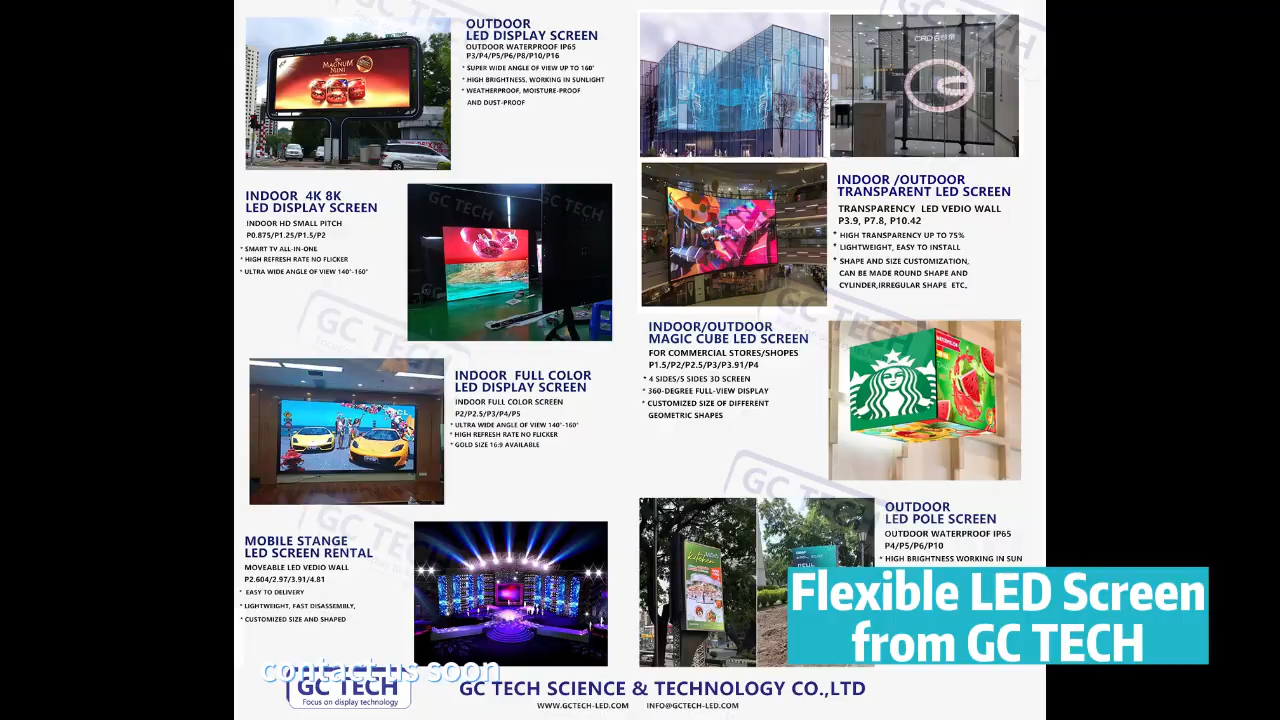 OUTDOOR
LED DISPLAY SCREEN
OUTDOOR WATERPROOF IP65
P3/P4/P5/P6/P8/P10/P16
* SUPER WIDE ANGLE OF VIEW UP TO 160°
* HIGH BRIGHTNESS, WORKING IN SUNLIGHT
* WEATHERPROOF, MOISTURE-PROOF
AND DUST-PROOF
MAGNUM
MINI
INDOOR 4K 8K
LED DISPLAY SCREEN
INDOOR HD SMALL PITCH
P0.875/P1.25/P1.5/P2
* SMART TV ALL-IN-ONE
* HIGH REFRESH RATE NO FLICKER
* ULTRA WIDE ANGLE OF VIEW 140°-160°
GC TECH
GC TECH
INDOOR FULL COLOR
LED DISPLAY SCREEN
INDOOR FULL COLOR SCREEN
P2/P2.5/P3/P4/P5
* ULTRA WIDE ANGLE OF VIEW 140°-160°
* HIGH REFRESH RATE NO FLICKER
* GOLD SIZE 16:9 AVAILABLE
MOBILE STANGE
LED SCREEN RENTAL
MOVEABLE LED VEDIO WALL
P2.604/2.97/3.91/4.81
* EASY TO DELIVERY
* LIGHTWEIGHT, FAST DISASSEMBLY,
* CUSTOMIZED SIZE AND SHAPED
INDOOR /OUTDOOR
TRANSPARENT LED SCREEN
TRANSPARENCY LED VEDIO WALL
P3.9, P7.8, P10.42
* HIGH TRANSPARENCY UP TO 75%
* LIGHTWEIGHT, EASY TO INSTALL
* SHAPE AND SIZE CUSTOMIZATION,
CAN BE MADE ROUND SHAPE AND
CYLINDER,IRREGULAR SHAPE ETC,
INDOOR/OUTDOOR
MAGIC CUBE LED SCREEN
FOR COMMERCIAL STORES/SHOPES
P1.5/P2/P2.5/P3/P3.91/P4
* 4 SIDES/5 SIDES 3D SCREEN
* 360-DEGREE FULL-VIEW DISPLAY
* CUSTOMIZED SIZE OF DIFFERENT
GEOMETRIC SHAPES
OUTDOOR
LED POLE SCREEN
OUTDOOR WATERPROOF IP65
P4/P5/P6/P10
* HIGH BRIGHTNESS WORKING IN SUN
kitchen
Flexible LED Screen
from GC TECH
contact us soon
GC TECH
Focus on display technology
GC TECH SCIENCE & TECHNOLOGY CO.,LTD
WWW.GCTECH-LED.COM INFO@GCTECH-LED.COM